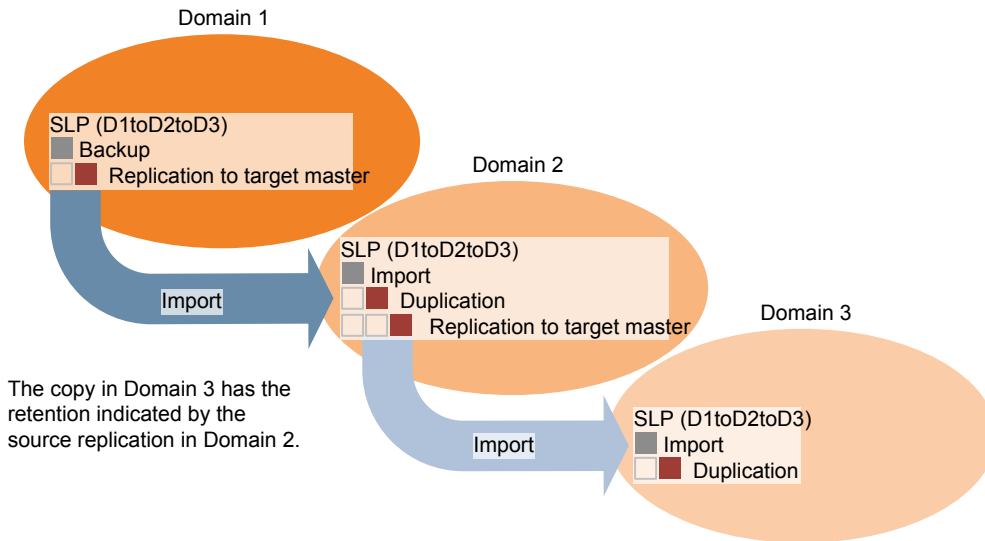 Domain 1
SLP (D1toD2toD3)
Backup
Replication to target master
Import
Domain 2
SLP (D1toD2toD3)
Import
Duplication
Replication to target master
Import
Domain 3
SLP (D1toD2toD3)
Import
Duplication
The copy in Domain 3 has the
retention indicated by the
source replication in Domain 2.